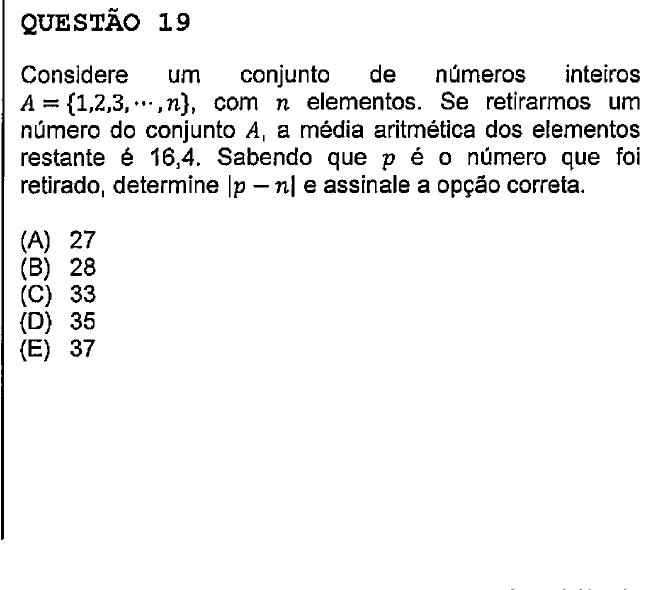 QUESTÃO 19
Considere um conjunto de números inteiros
A = {1,2,3, ⋯ , n}, com n elementos. Se retirarmos um
número do conjunto A, a média aritmética dos elementos
restante é 16,4. Sabendo que p é o número que foi
retirado, determine |p − n| e assinale a opção correta.
(A) 27
(B) 28
(C) 33
(D) 35
(E) 37